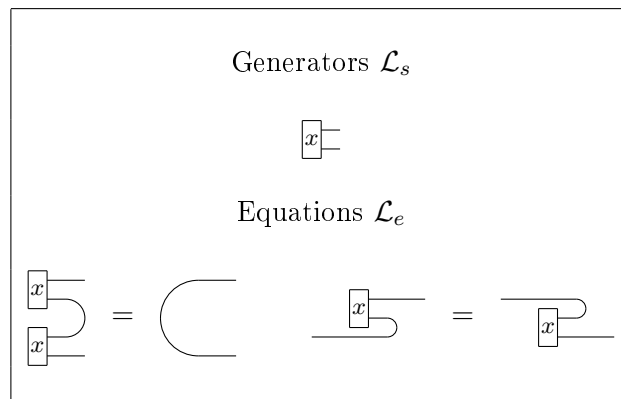 Generators $\mathcal{L}_s$
x
Equations $\mathcal{L}_e$
x
x
=
x
=
x